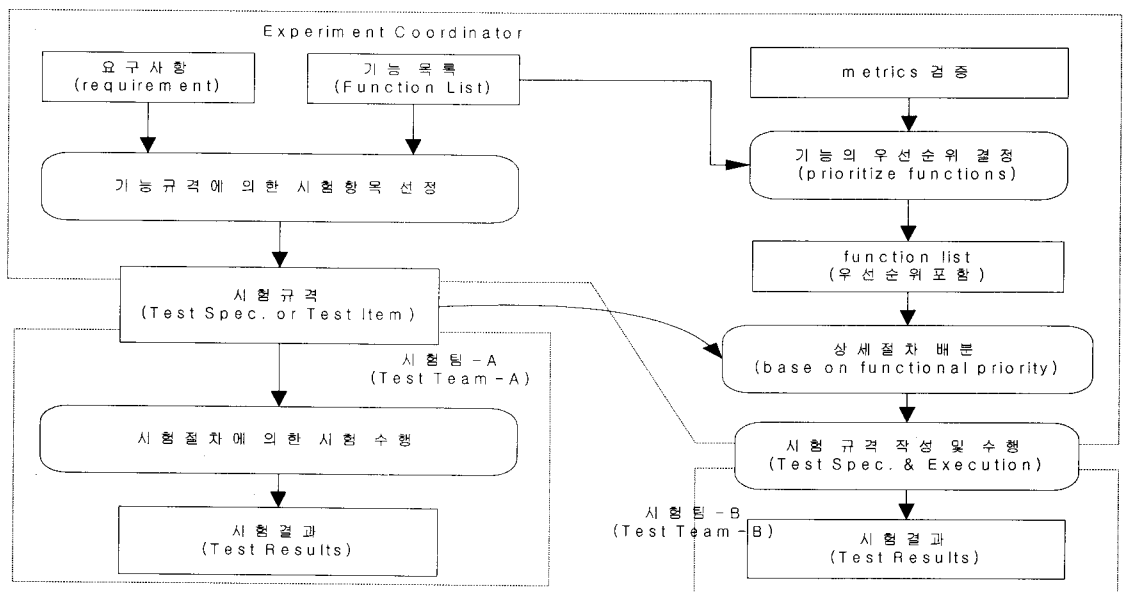 Experiment Coordinator
요구사항
(requirement)
기능 목록
(Function List)
metrics 검증
기능의 우선순위 결정
(prioritize functions)
기능규격에 의한 시험항목 선정
function list
(우선순위포함)
시험규격
(Test Spec. or Test Item)
상세절차 배분
(base on functional priority)
시험팀-A
(Test Team-A)
시험절차에 의한 시험 수행
시험 규격 작성 및 수행
(Test Spec. & Execution)
시험팀-B
(Test Team-B)
시험결과
(Test Results)
시험결과
(Test Results)